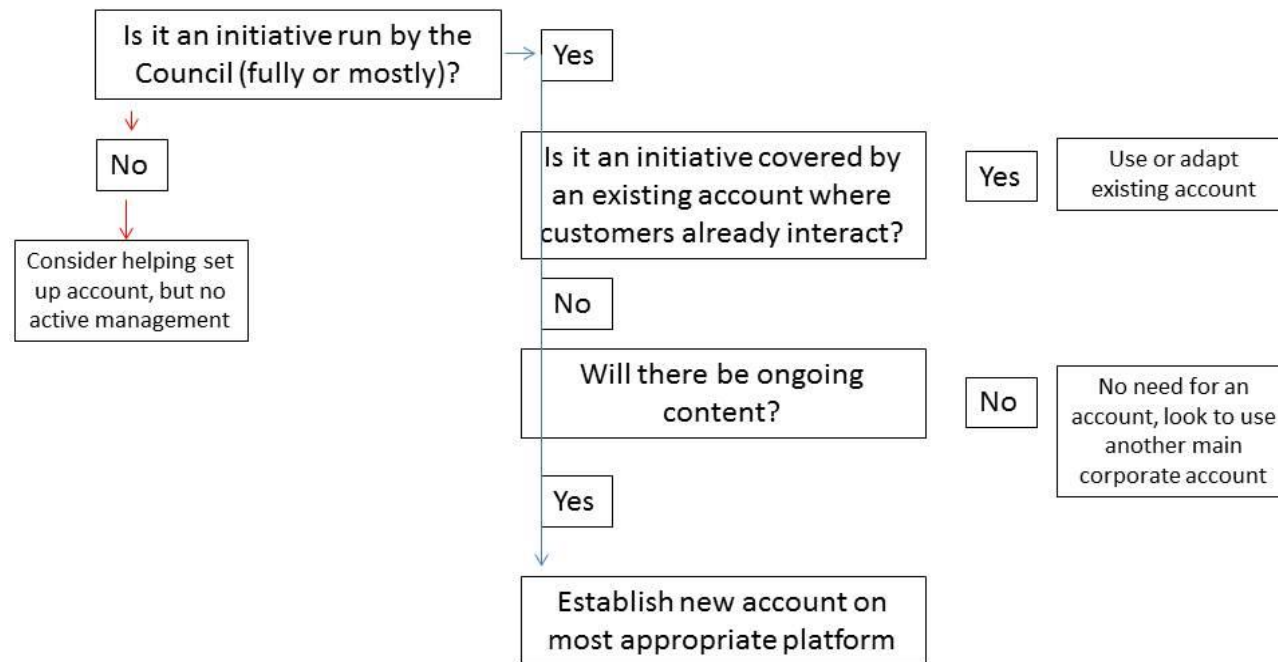 Is it an initiative run by the
Council (fully or mostly)?
Yes
No
Consider helping set
up account, but no
active management
Is it an initiative covered by
an existing account where
customers already interact?
Yes
Use or adapt
existing account
No
Will there be ongoing
content?
No
No need for an
account, look to use
another main
corporate account
Yes
Establish new account on
most appropriate platform